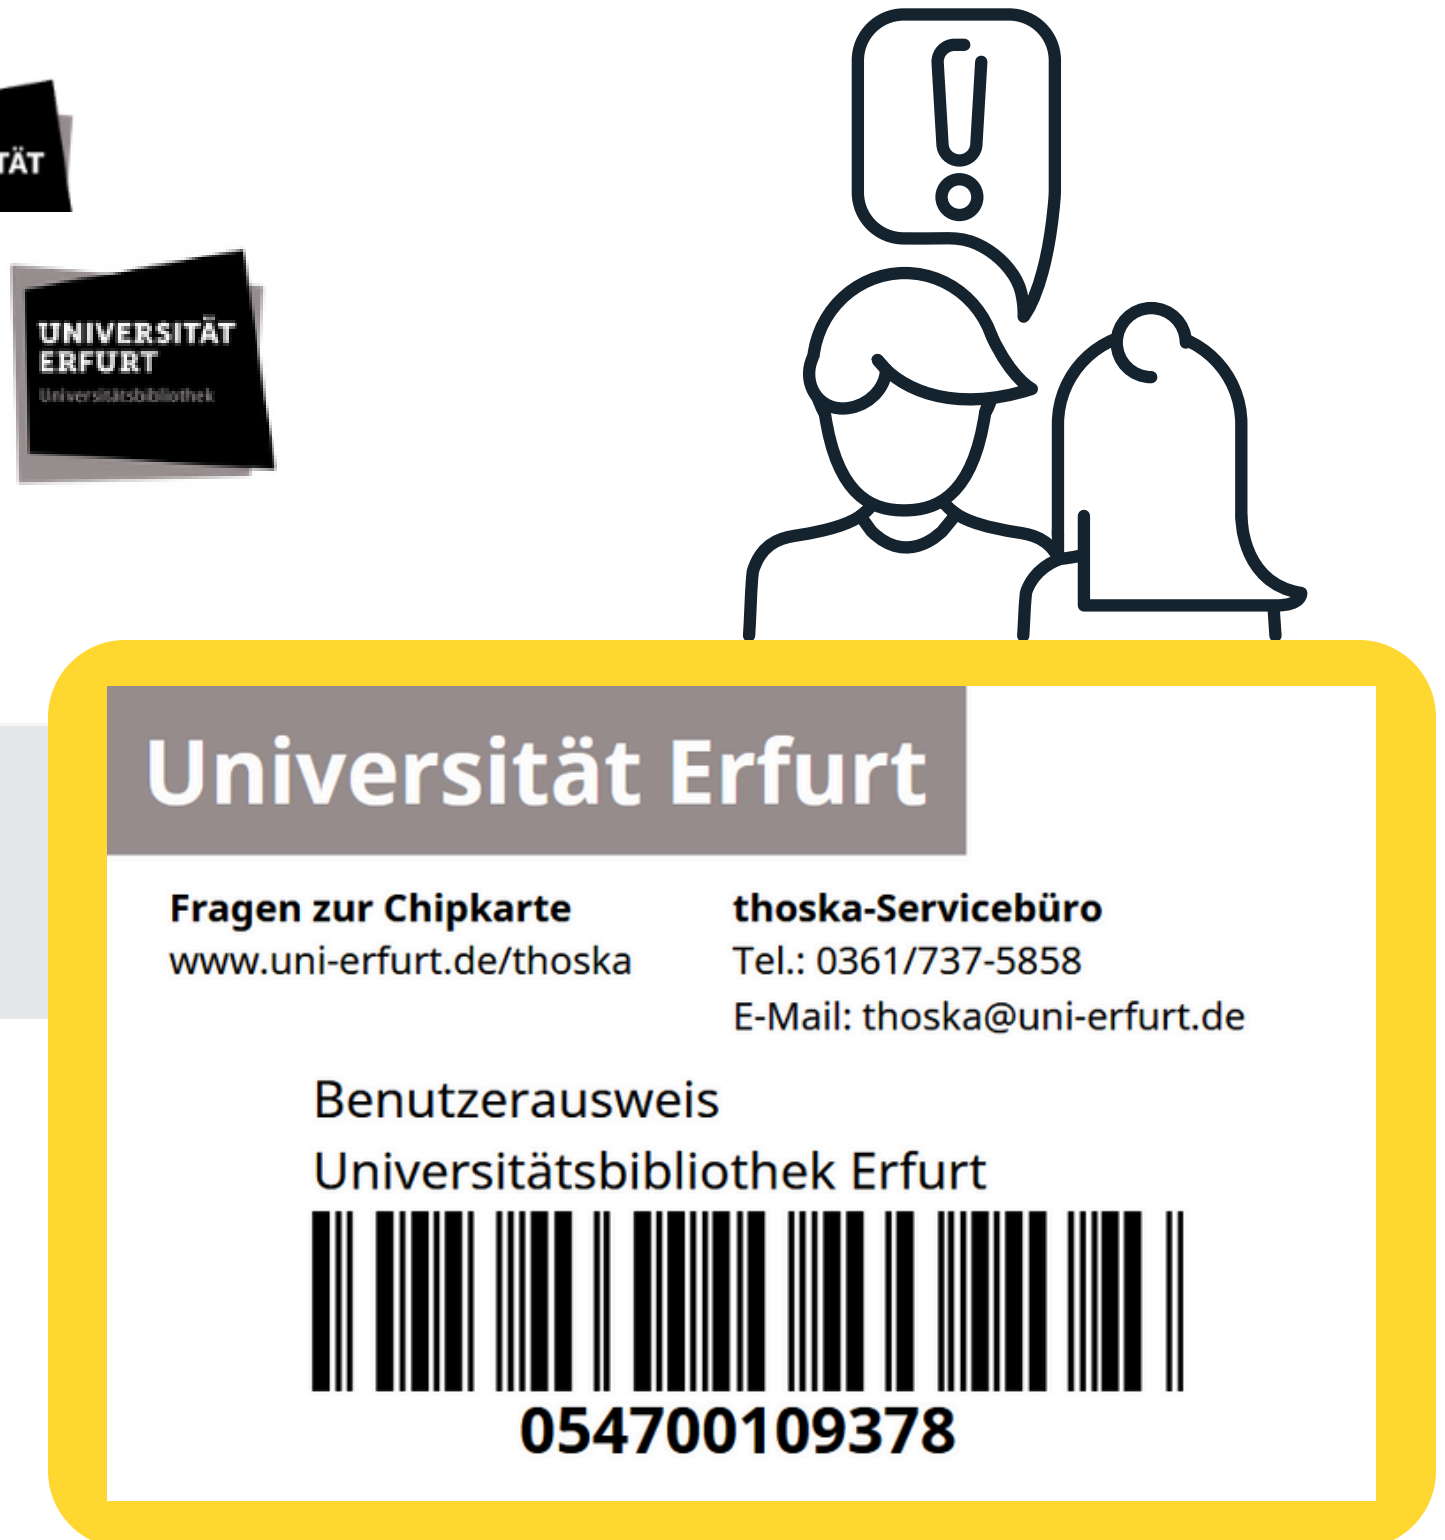 TÄT
UNIVERSITÄT
ERFURT
Universitätsbibliothek
Universität Erfurt
Fragen zur Chipkarte
www.uni-erfurt.de/thoska
thoska-Servicebüro
Tel.: 0361/737-5858
E-Mail: thoska@uni-erfurt.de
Benutzerausweis
Universitätsbibliothek Erfurt
054700109378